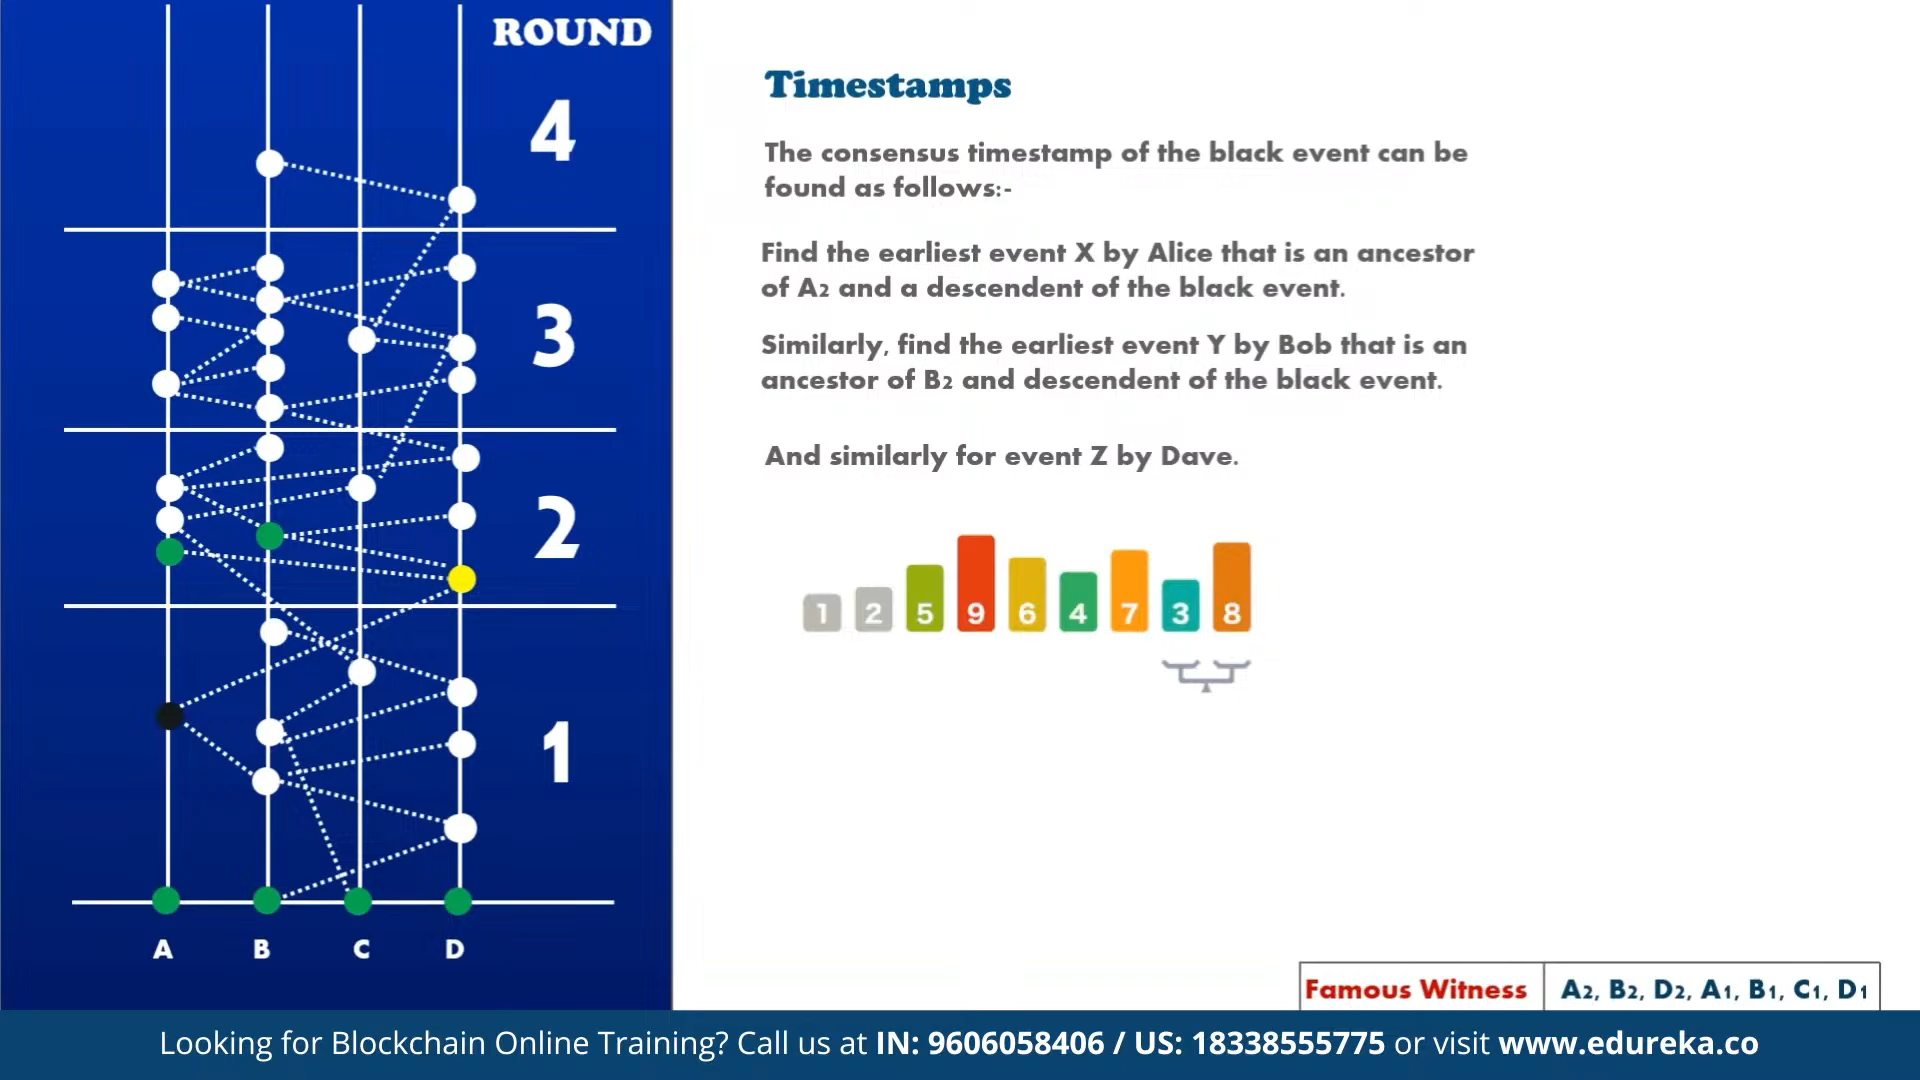 ROUND
4
3
2
1
A B C D
Timestamps
The consensus timestamp of the black event can be
found as follows:-
Find the earliest event X by Alice that is an ancestor
of A2 and a descendent of the black event.
Similarly, find the earliest event Y by Bob that is an
ancestor of B2 and descendent of the black event.
And similarly for event Z by Dave.
1 2 5 9 6 4 7 3 8
Famous Witness A2, B2, D2, A1, B1, C1, D1
Looking for Blockchain Online Training? Call us at IN: 9606058406 / US: 18338555775 or visit www.edureka.co